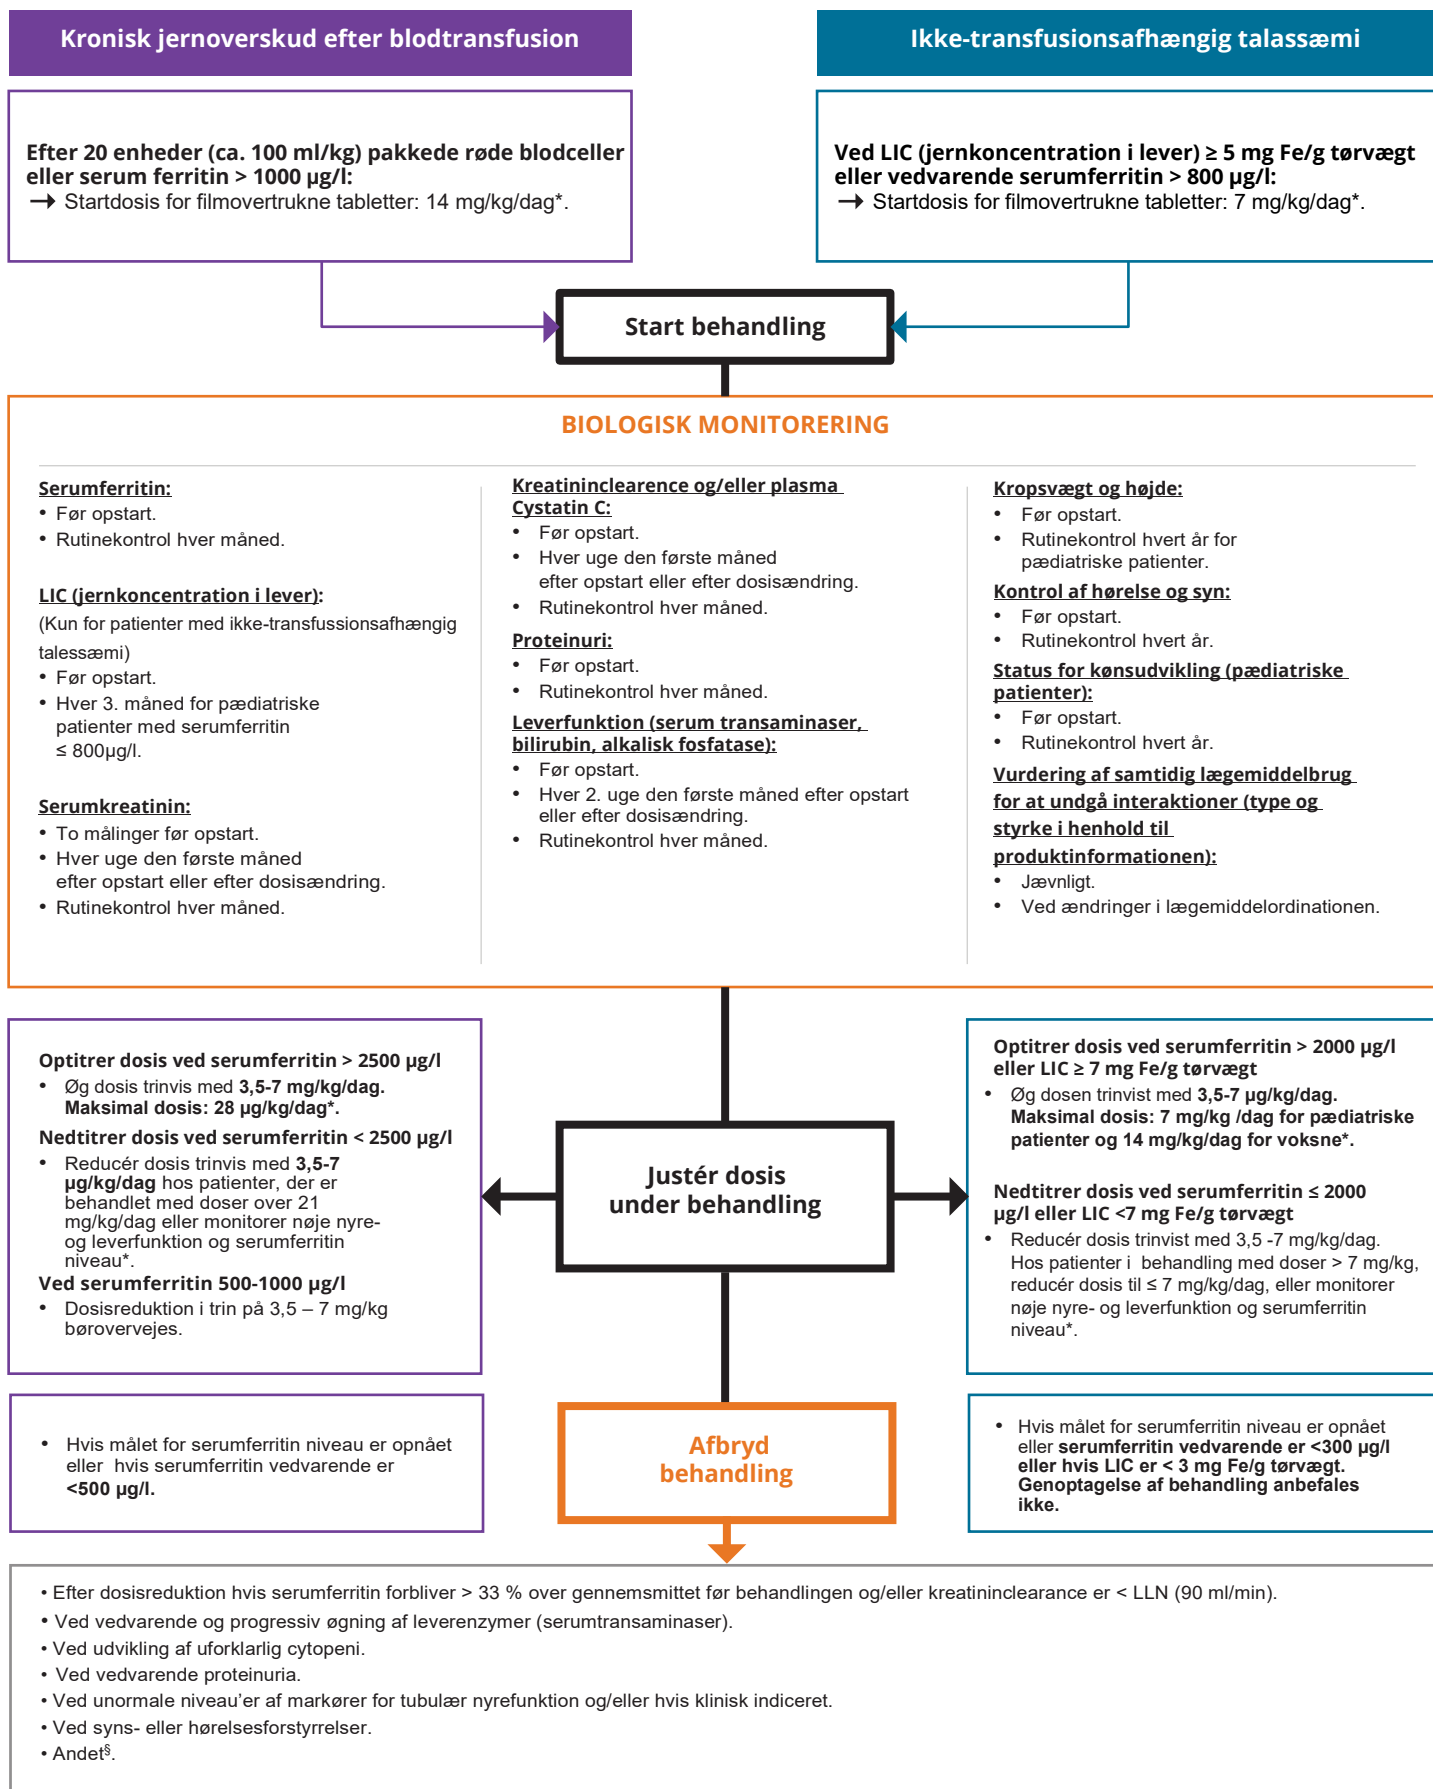 Kronisk jernoverskud efter blodtransfusion
Ikke-transfusionsafhængig talassæmi
Efter 20 enheder (ca. 100 ml/kg) pakkede røde blodceller
eller serum ferritin > 1000 µg/l:
→ Startdosis for filmovertrukne tabletter: 14 mg/kg/dag*.
Ved LIC (jernkoncentration i lever) ≥ 5 mg Fe/g tørvægt
eller vedvarende serumferritin > 800 µg/l:
→ Startdosis for filmovertrukne tabletter: 7 mg/kg/dag*.
Start behandling
BIOLOGISK MONITORERING
Serumferritin:
• Før opstart.
• Rutinekontrol hver måned.
LIC (jernkoncentration i lever):
(Kun for patienter med ikke-transfussionsafhængig
talessæmi)
• Før opstart.
• Hver 3. måned for pædiatriske
patienter med serumferritin
≤ 800µg/l.
Serumkreatinin:
• To målinger før opstart.
• Hver uge den første måned
efter opstart eller efter dosisændring.
• Rutinekontrol hver måned.
Kreatininclearence og/eller plasma
Cystatin C:
• Før opstart.
• Hver uge den første måned
efter opstart eller efter dosisændring.
• Rutinekontrol hver måned.
Proteinuri:
• Før opstart.
• Rutinekontrol hver måned.
Leverfunktion (serum transaminaser,
bilirubin, alkalisk fosfatase):
• Før opstart.
• Hver 2. uge den første måned efter opstart
eller efter dosisændring.
• Rutinekontrol hver måned.
Kropsvægt og højde:
• Før opstart.
• Rutinekontrol hvert år for
pædiatriske patienter.
Kontrol af hørelse og syn:
• Før opstart.
• Rutinekontrol hvert år.
Status for kønsudvikling (pædiatriske
patienter):
• Før opstart.
• Rutinekontrol hvert år.
Vurdering af samtidig lægemiddelbrug
for at undgå interaktioner (type og
styrke i henhold til
produktinformationen):
• Jævnligt.
• Ved ændringer i lægemiddelordinationen.
Optitrer dosis ved serumferritin > 2500 µg/l
• Øg dosis trinvis med 3,5-7 mg/kg/dag.
Maksimal dosis: 28 µg/kg/dag*.
Nedtitrer dosis ved serumferritin < 2500 µg/l
• Reducér dosis trinvis med 3,5-7
µg/kg/dag hos patienter, der er
behandlet med doser over 21
mg/kg/dag eller monitorer nøje nyre-
og leverfunktion og serumferritin
niveau*.
Ved serumferritin 500-1000 µg/l
• Dosisreduktion i trin på 3,5 – 7 mg/kg
børovervejes.
Justér dosis
under behandling
Optitrer dosis ved serumferritin > 2000 µg/l
eller LIC ≥ 7 mg Fe/g tørvægt
• Øg dosen trinvist med 3,5-7 µg/kg/dag.
Maksimal dosis: 7 mg/kg /dag for pædiatriske
patienter og 14 mg/kg/dag for voksne*.
Nedtitrer dosis ved serumferritin ≤ 2000
µg/l eller LIC <7 mg Fe/g tørvægt
• Reducér dosis trinvist med 3,5 -7 mg/kg/dag.
Hos patienter i behandling med doser > 7 mg/kg,
reducér dosis til ≤ 7 mg/kg/dag, eller monitorer
nøje nyre- og leverfunktion og serumferritin
niveau*.
• Hvis målet for serumferritin niveau er opnået
eller hvis serumferritin vedvarende er
<500 µg/l.
Afbryd
behandling
• Hvis målet for serumferritin niveau er opnået
eller serumferritin vedvarende er <300 µg/l
eller hvis LIC er < 3 mg Fe/g tørvægt.
Genoptagelse af behandling anbefales
ikke.
• Efter dosisreduktion hvis serumferritin forbliver > 33 % over gennemsmittet før behandlingen og/eller kreatininclearance er < LLN (90 ml/min).
• Ved vedvarende og progressiv øgning af leverenzymer (serumtransaminaser).
• Ved udvikling af uforklarlig cytopeni.
• Ved vedvarende proteinuria.
• Ved unormale niveau’er af markører for tubulær nyrefunktion og/eller hvis klinisk indiceret.
• Ved syns- eller hørelsesforstyrrelser.
• Andet§.